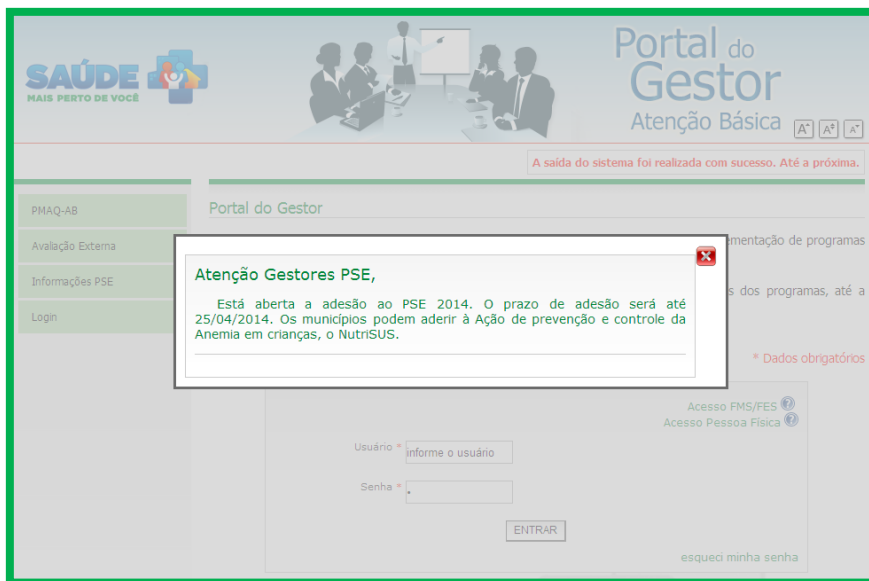 SAÚDE
MAIS PERTO DE VOCÊ
Portal do
Gestor
Atenção Básica
A+ A+ A
A saída do sistema foi realizada com sucesso. Até a próxima.
PMAQ-AB
Avaliação Externa
Informações PSE
Login
Portal do Gestor
ementação de programas
s dos programas, até a
X
Atenção Gestores PSE,
Está aberta a adesão ao PSE 2014. O prazo de adesão será até
25/04/2014. Os municípios podem aderir à Ação de prevenção e controle da
Anemia em crianças, o NutriSUS.
* Dados obrigatórios
Acesso FMS/FES ?
Acesso Pessoa Física ?
Usuário * informe o usuário
Senha * •
ENTRAR
esqueci minha senha